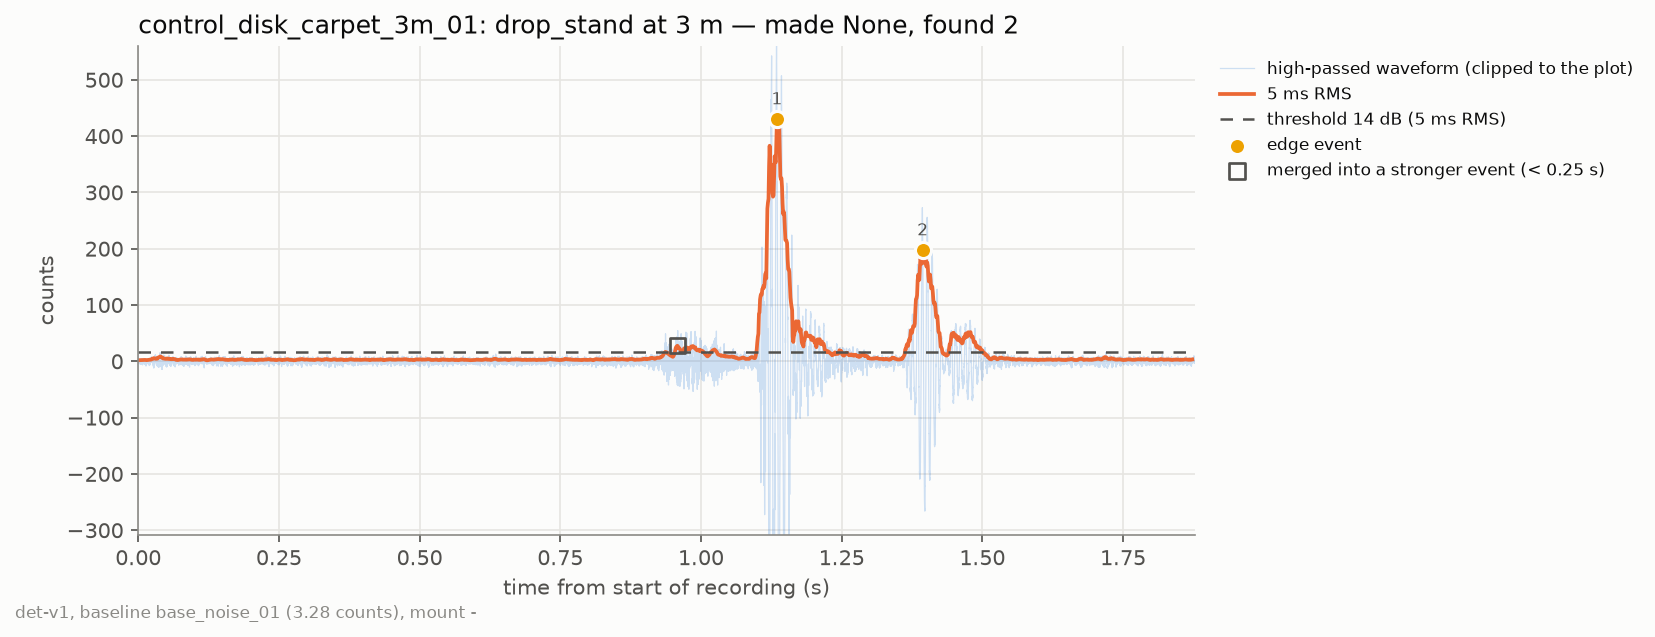 control_disk_carpet_3m_01: drop_stand at 3 m — made None, found 2
high-passed waveform (clipped to the plot)
5 ms RMS
threshold 14 dB (5 ms RMS)
edge event
merged into a stronger event (< 0.25 s)
counts
500
400
300
200
100
0
−100
−200
−300
1
2
0.00
0.25
0.50
0.75
1.00
1.25
1.50
1.75
time from start of recording (s)
det-v1, baseline base_noise_01 (3.28 counts), mount -